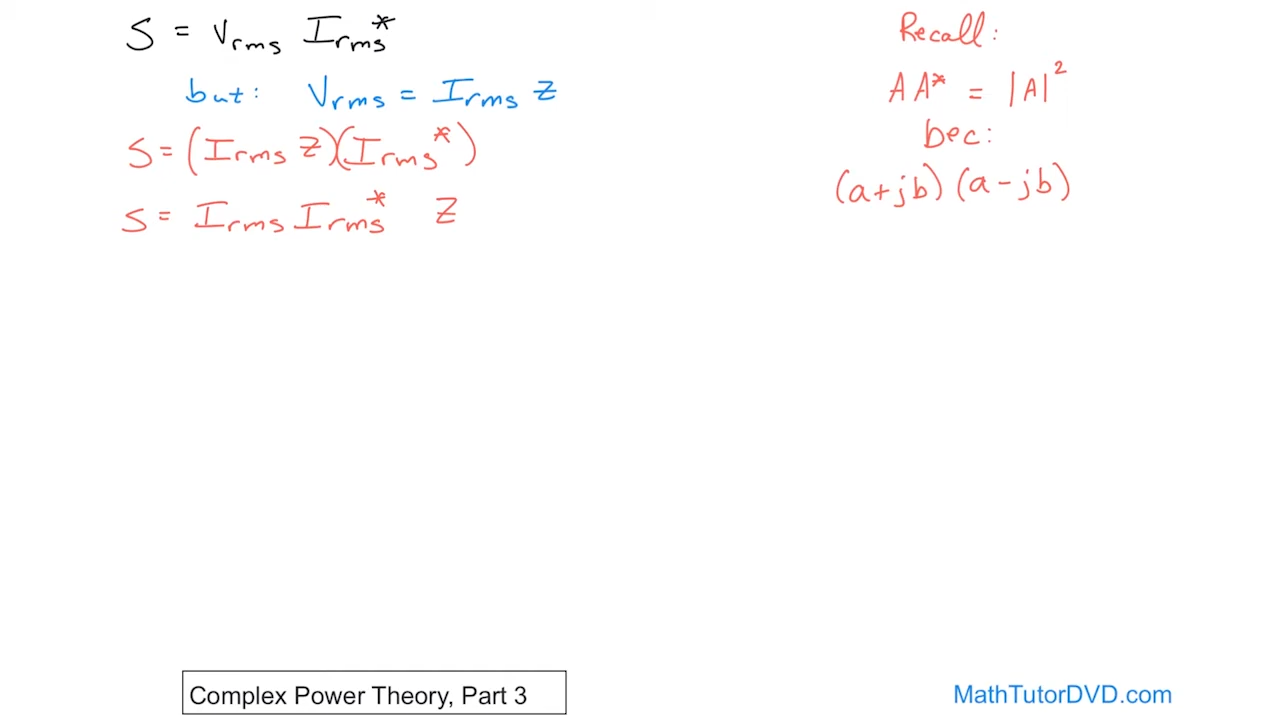 S = Vrms Irms*
but: Vrms = Irms Z
S = (Irms Z)(Irms*)
S = Irms Irms* Z
Recall:
AA* = |A|²
bec:
(a+jb)(a-jb)
Complex Power Theory, Part 3
MathTutorDVD.com